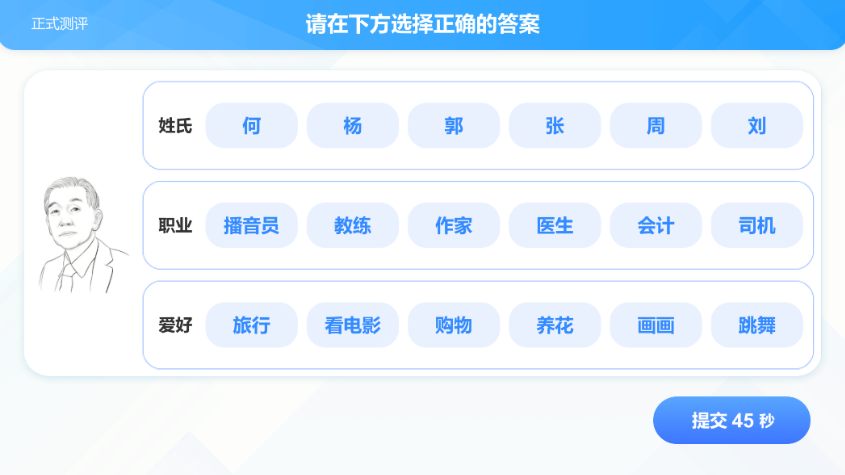 正式测评
请在下方选择正确的答案
姓氏 何 杨 郭 张 周 刘
职业 播音员 教练 作家 医生 会计 司机
爱好 旅行 看电影 购物 养花 画画 跳舞
提交 45 秒